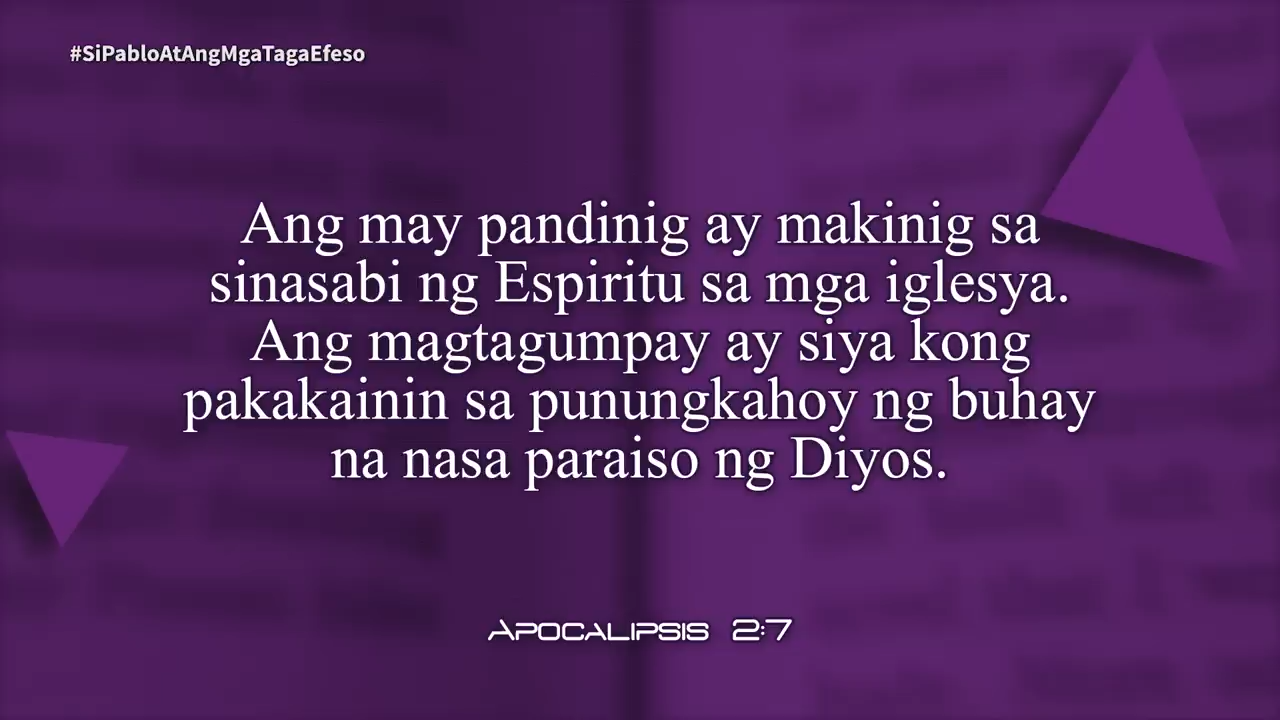 #SiPabloAtAngMgaTagaEfeso
Ang may pandinig ay makinig sa
sinasabi ng Espiritu sa mga iglesya.
Ang magtagumpay ay siya kong
pakakainin sa punungkahoy ng buhay
na nasa paraiso ng Diyos.
APOCALIPSIS 2:7